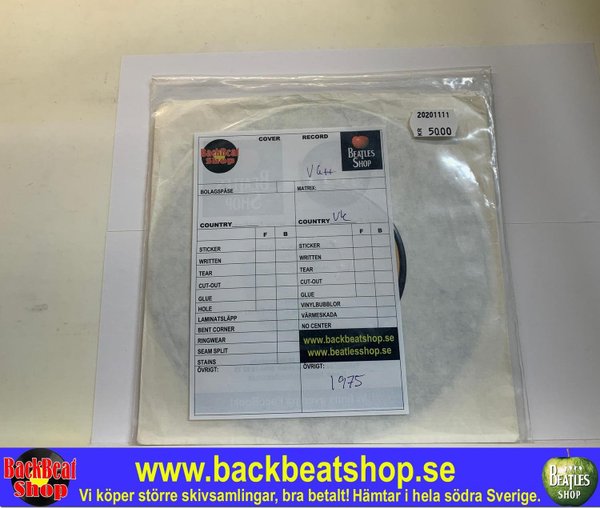 20201111
KR 5000
COVER
RECORD
BackBeat
Shop
BEATLES
SHOP
VG++
BOLAGSPÅSE
MATRIX:
COUNTRY
COUNTRY UK
F B
F B
STICKER
STICKER
WRITTEN
WRITTEN
TEAR
TEAR
CUT-OUT
CUT-OUT
GLUE
GLUE
HOLE
VINYLBUBBLOR
LAMINATSLÄPP
VÄRMESKADA
BENT CORNER
NO CENTER
RINGWEAR
www.backbeatshop.se
SEAM SPLIT
www.beatlesshop.se
STAINS
ÖVRIGT:
ÖVRIGT:
1975
BackBeat
Shop
www.backbeatshop.se
Vi köper större skivsamlingar, bra betalt! Hämtar i hela södra Sverige.
BEATLES
SHOP